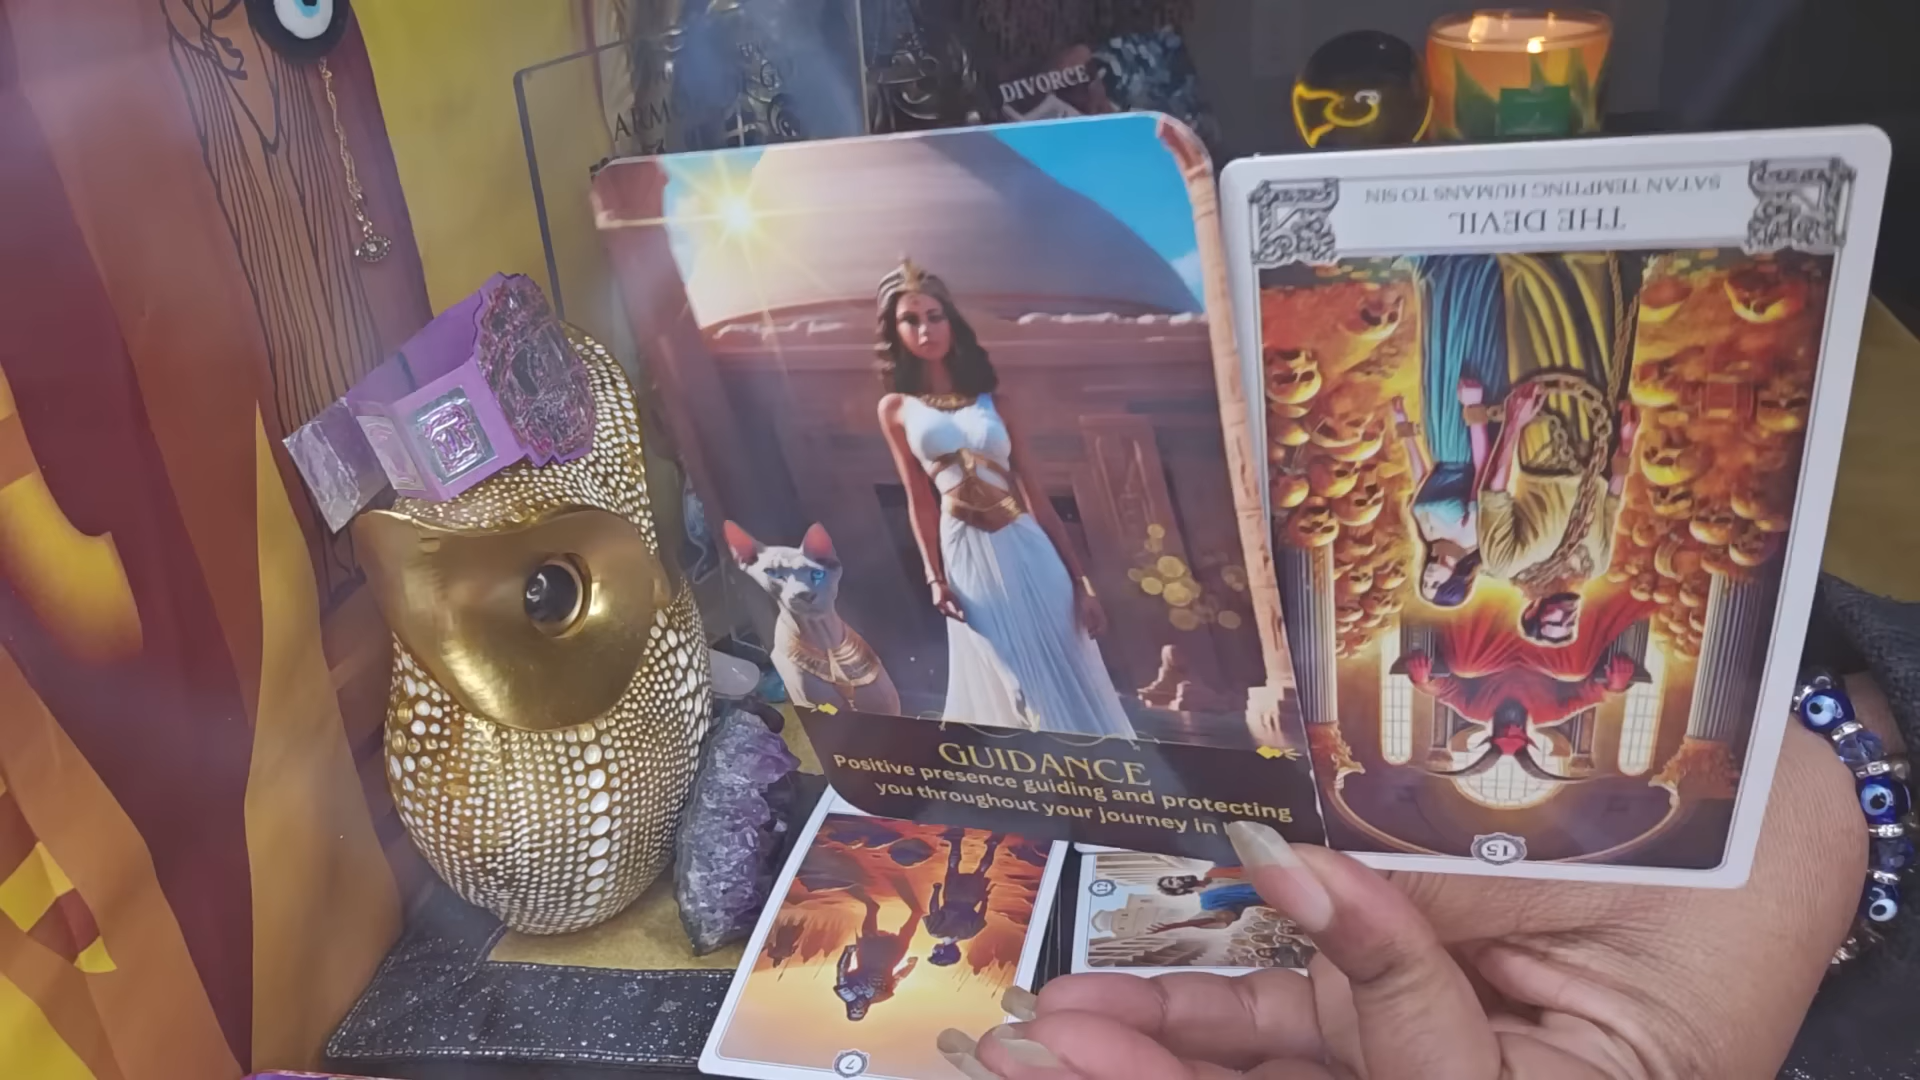 DIVORCE
THE DEVIL
SATAN TEMPTING HUMANS TO SIN
15
GUIDANCE
Positive presence guiding and protecting
you throughout your journey in
7